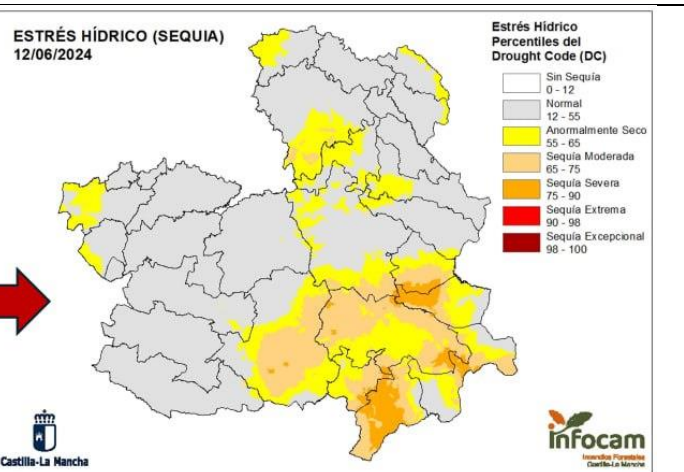 ESTRÉS HÍDRICO (SEQUIA)
12/06/2024
Estrés Hídrico
Percentiles del
Drought Code (DC)
Sin Sequía
0 - 12
Normal
12 - 55
Anormalmente Seco
55 - 65
Sequía Moderada
65 - 75
Sequía Severa
75 - 90
Sequía Extrema
90 - 98
Sequía Excepcional
98 - 100
Castilla-La Mancha
infocam
Incendios Forestales
Castilla-La Mancha